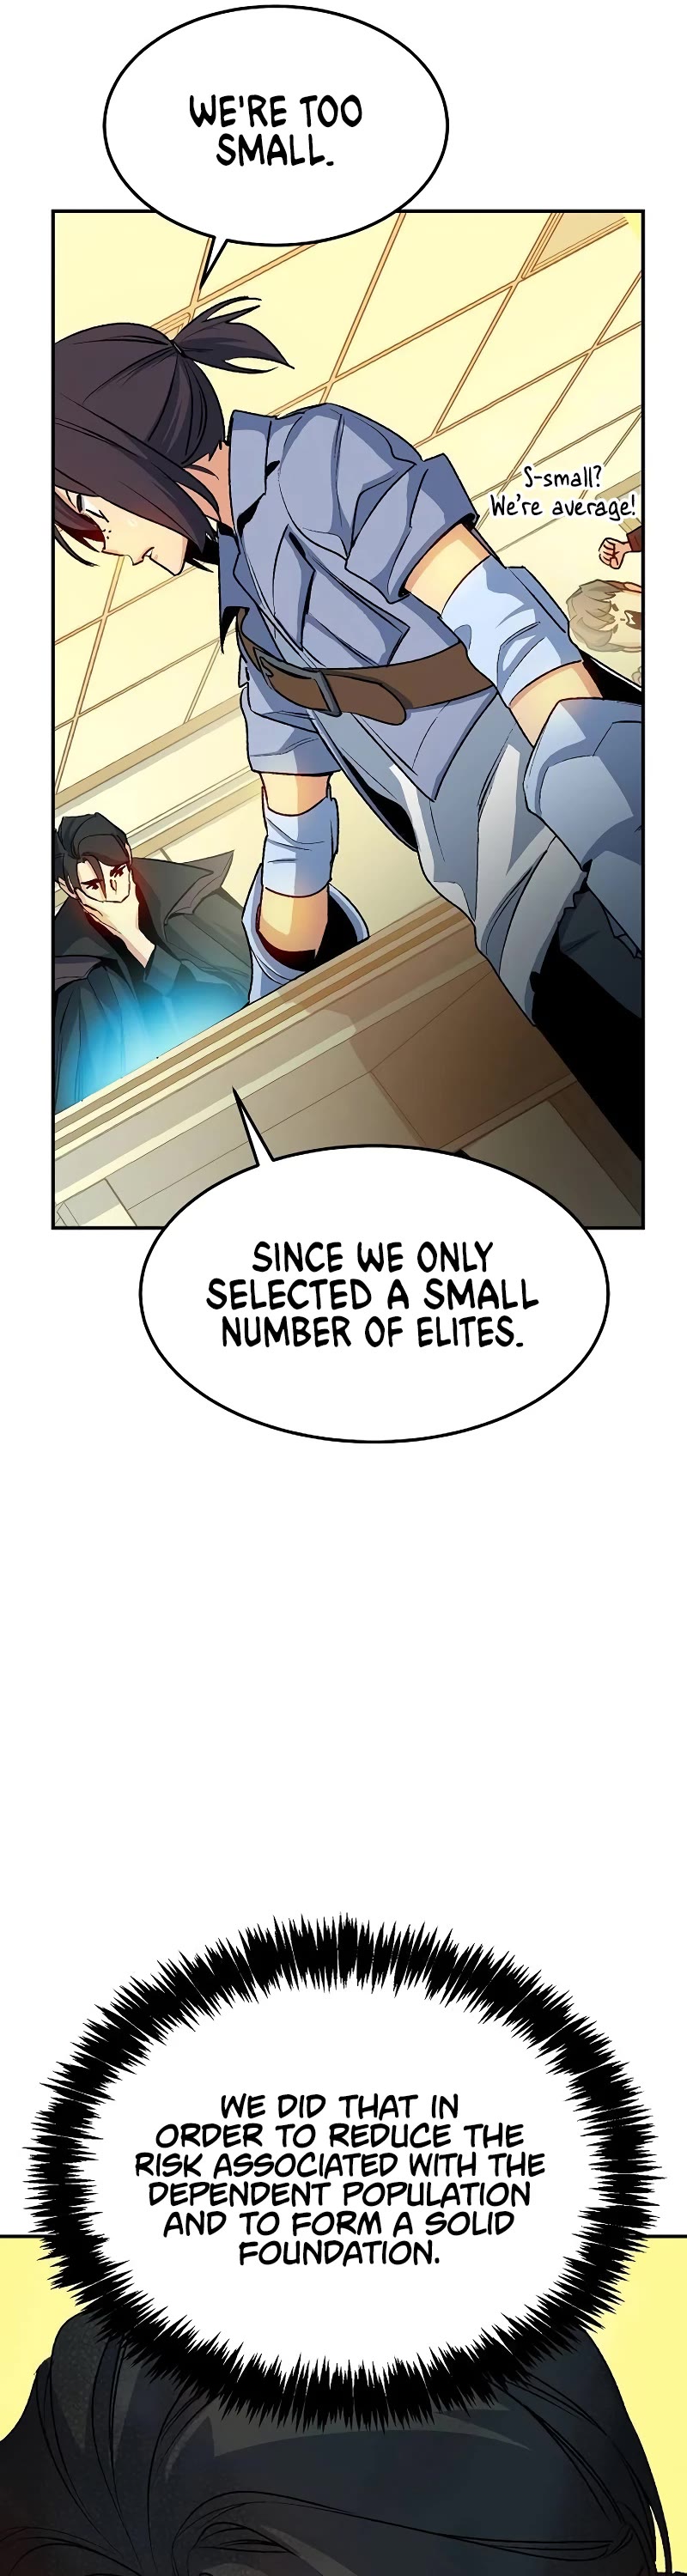 WE'RE TOO
SMALL.
S-small?
We're average!
SINCE WE ONLY
SELECTED A SMALL
NUMBER OF ELITES.
WE DID THAT IN
ORDER TO REDUCE THE
RISK ASSOCIATED WITH THE
DEPENDENT POPULATION
AND TO FORM A SOLID
FOUNDATION.